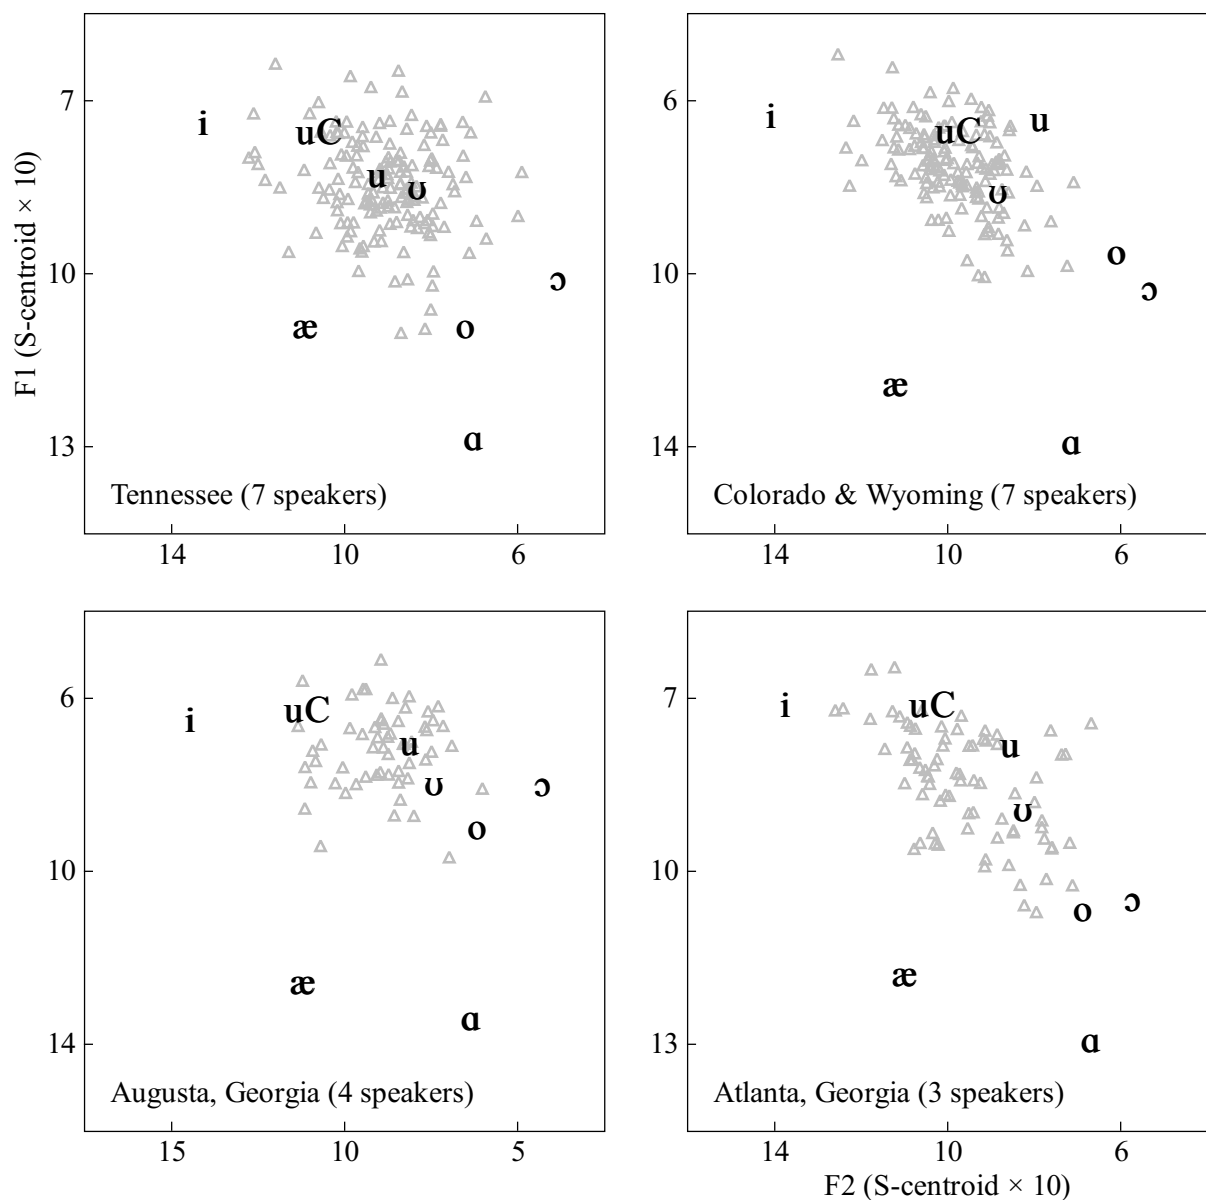 7
i
uC
u
ʊ
10
ɔ
æ
o
13
ɑ
Tennessee (7 speakers)
14
10
6
F1 (S-centroid × 10)
6
i
uC
u
ʊ
o
10
ɔ
æ
14
ɑ
Colorado & Wyoming (7 speakers)
14
10
6
6
i
uC
u
ʊ
ɔ
o
10
æ
ɑ
14
Augusta, Georgia (4 speakers)
15
10
5
7
i
uC
u
ʊ
10
ɔ
o
æ
13
ɑ
Atlanta, Georgia (3 speakers)
14
10
6
F2 (S-centroid × 10)